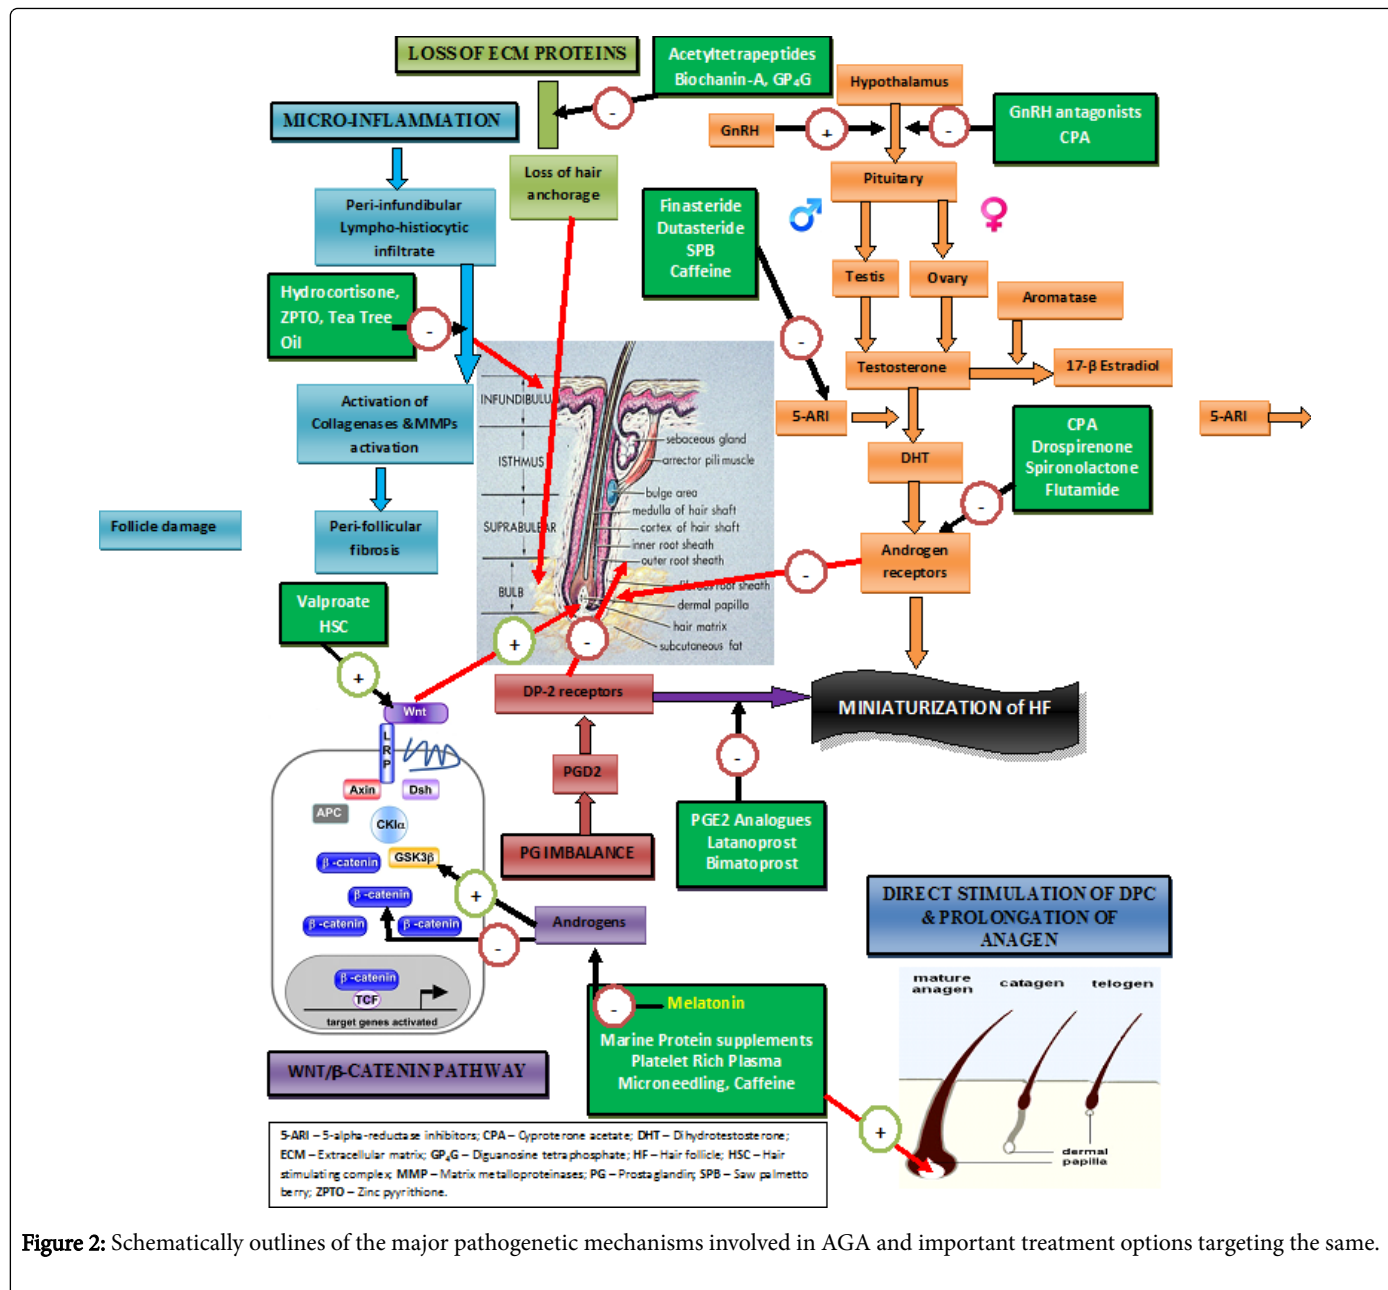 LOSS OF ECM PROTEINS
Acetyltetrapeptides
Biochanin-A, GP₄G
Hypothalamus
MICRO-INFLAMMATION
GnRH
+
-
-
GnRH antagonists
CPA
Loss of hair
anchorage
Pituitary
Peri-infundibular
Lympho-histiocytic
infiltrate
Finasteride
Dutasteride
SPB
Caffeine
♂
♀
Testis
Ovary
Aromatase
Hydrocortisone,
ZPTO, Tea Tree
Oil
-
-
Testosterone
17-β Estradiol
Activation of
Collagenases &MMPs
activation
INFUNDIBULU
ISTHMUS
SUPRABULBAR
BULB
sebaceous gland
arrector pili muscle
bulge area
medulla of hair shaft
cortex of hair shaft
inner root sheath
outer root sheath
fibrous root sheath
dermal papilla
hair matrix
subcutaneous fat
5-ARI
5-ARI
DHT
CPA
Drospirenone
Spironolactone
Flutamide
-
Follicle damage
Peri-follicular
fibrosis
Androgen
receptors
-
Valproate
HSC
+
+
-
DP-2 receptors
MINIATURIZATION of HF
Wnt
LRP
Axin
Dsh
APC
CKIα
β-catenin
GSK3β
β-catenin
β-catenin
β-catenin
PGD2
-
PG IMBALANCE
PGE2 Analogues
Latanoprost
Bimatoprost
+
-
Androgens
DIRECT STIMULATION OF DPC
& PROLONGATION OF
ANAGEN
β-catenin
TCF
target genes activated
-
Melatonin
Marine Protein supplements
Platelet Rich Plasma
Microneedling, Caffeine
+
mature
anagen
catagen
telogen
dermal
papilla
WNT/β-CATENIN PATHWAY
5-ARI – 5-alpha-reductase inhibitors; CPA – Cyproterone acetate; DHT – Dihydrotestosterone;
ECM – Extracellular matrix; GP₄G – Diguanosine tetraphosphate; HF – Hair follicle; HSC – Hair
stimulating complex; MMP – Matrix metalloproteinases; PG – Prostaglandin; SPB – Saw palmetto
berry; ZPTO – Zinc pyyrithione.
Figure 2: Schematically outlines of the major pathogenetic mechanisms involved in AGA and important treatment options targeting the same.